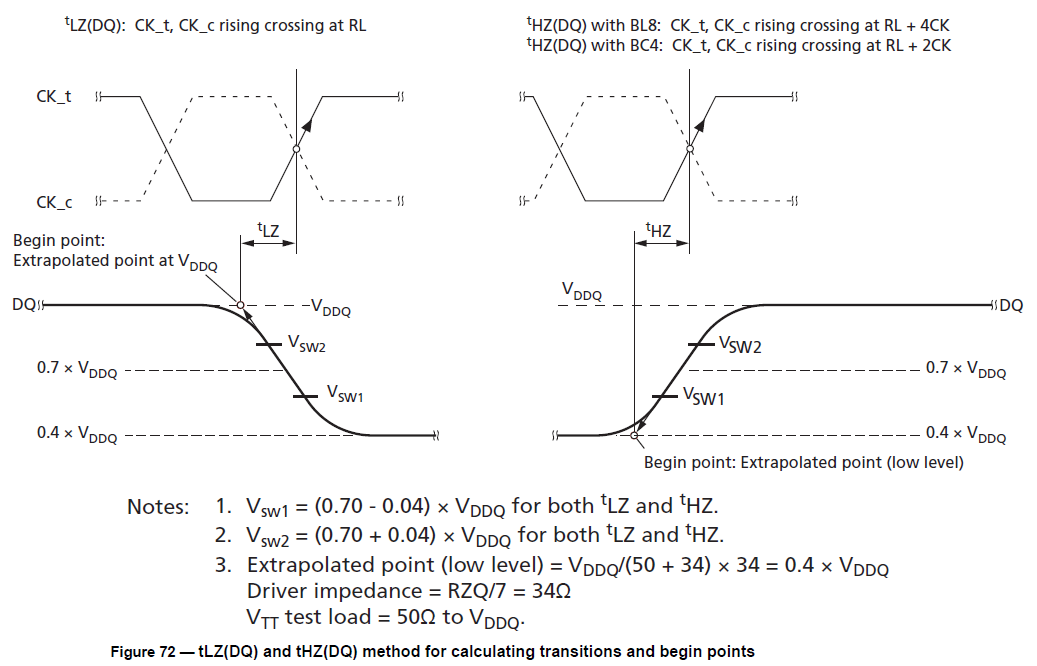 tLZ(DQ): CK_t, CK_c rising crossing at RL
tHZ(DQ) with BL8: CK_t, CK_c rising crossing at RL + 4CK
tHZ(DQ) with BC4: CK_t, CK_c rising crossing at RL + 2CK
CK_t
CK_c
tLZ
tHZ
Begin point:
Extrapolated point at VDDQ
VDDQ
DQ
VDDQ
DQ
VSW2
VSW2
0.7 × VDDQ
0.7 × VDDQ
VSW1
VSW1
0.4 × VDDQ
0.4 × VDDQ
Begin point: Extrapolated point (low level)
Notes: 1. Vsw1 = (0.70 - 0.04) × VDDQ for both tLZ and tHZ.
2. Vsw2 = (0.70 + 0.04) × VDDQ for both tLZ and tHZ.
3. Extrapolated point (low level) = VDDQ/(50 + 34) × 34 = 0.4 × VDDQ
Driver impedance = RZQ/7 = 34Ω
VTT test load = 50Ω to VDDQ.
Figure 72 — tLZ(DQ) and tHZ(DQ) method for calculating transitions and begin points